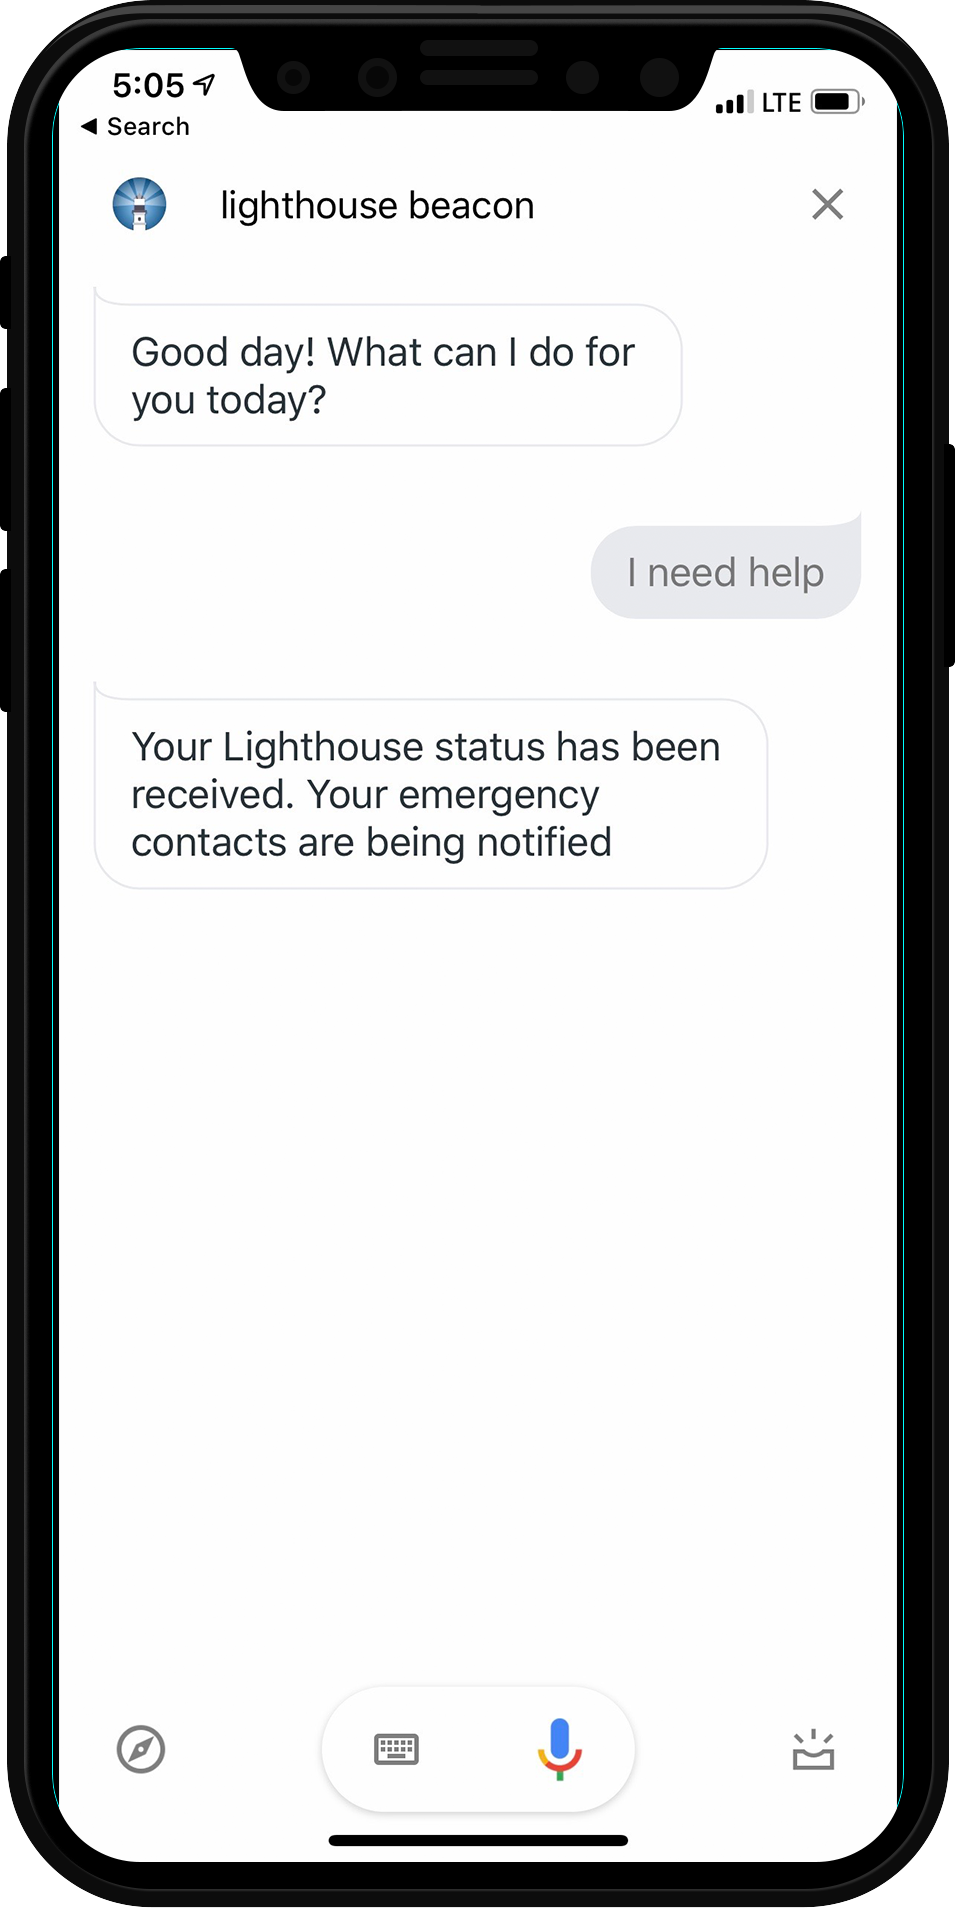 5:05
LTE
◀ Search
lighthouse beacon
Good day! What can I do for
you today?
I need help
Your Lighthouse status has been
received. Your emergency
contacts are being notified